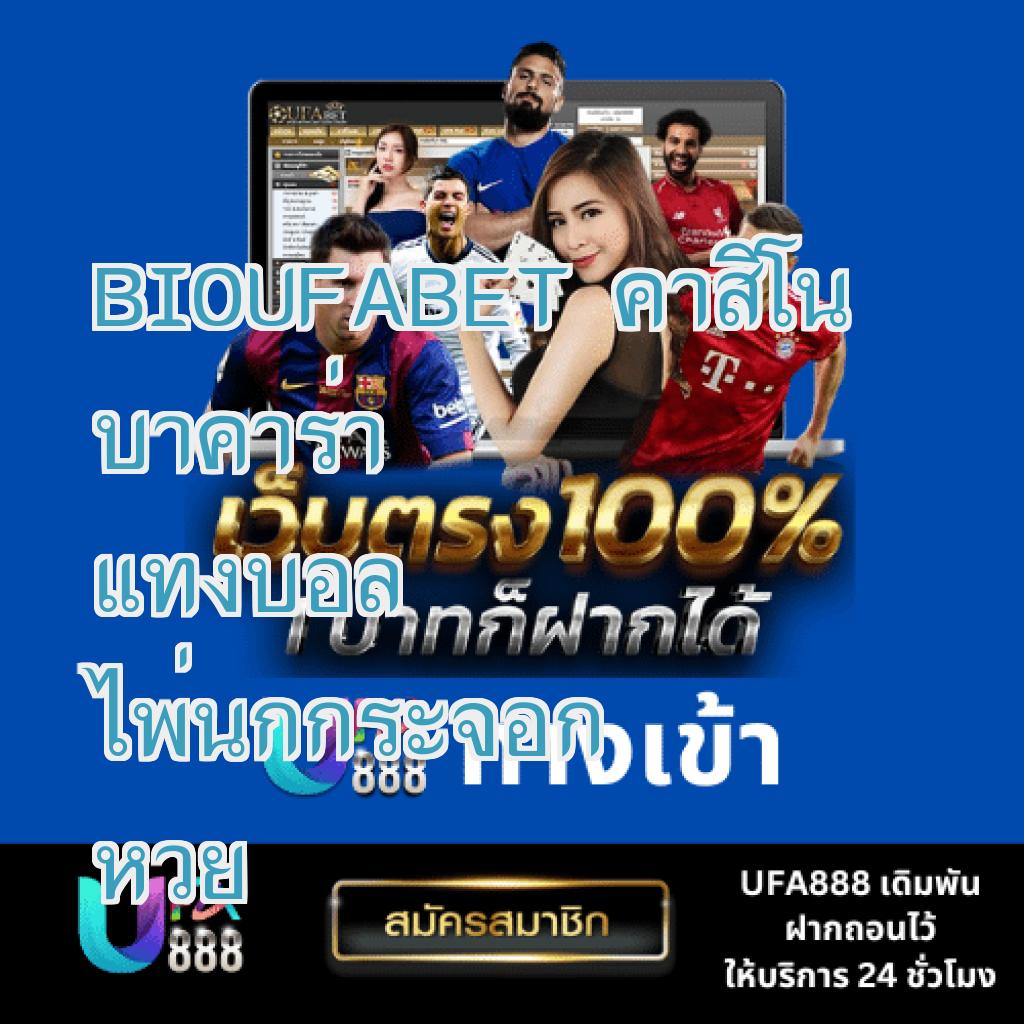 UFABET
BIOUFABET คาสิโน
บาคาร่า
เว็บตรง100%
แทงบอล
1 บาทก็ฝากได้
ไพ่นกกระจอก
888 ทางเข้า
หวย
888
สมัครสมาชิก
UFA888 เดิมพัน
ฝากถอนไว้
ให้บริการ 24 ชั่วโมง